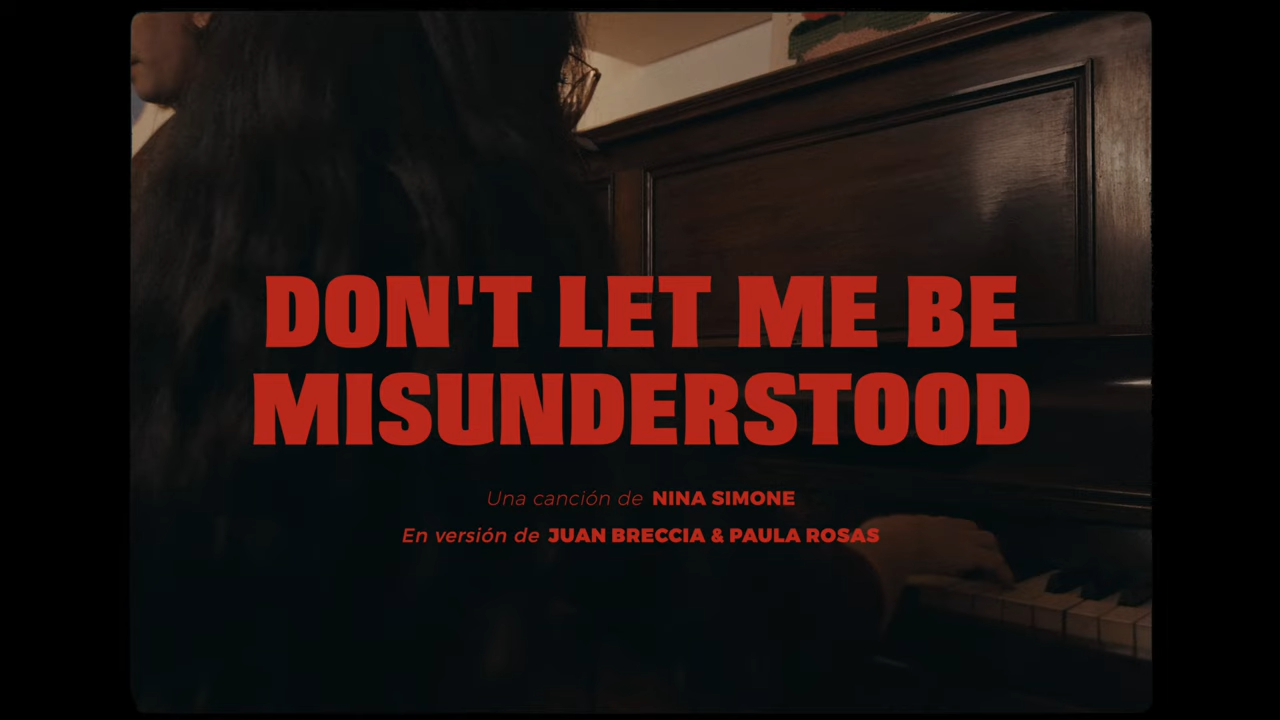 DON'T LET ME BE
MISUNDERSTOOD
Una canción de NINA SIMONE
En versión de JUAN BRECCIA & PAULA ROSAS